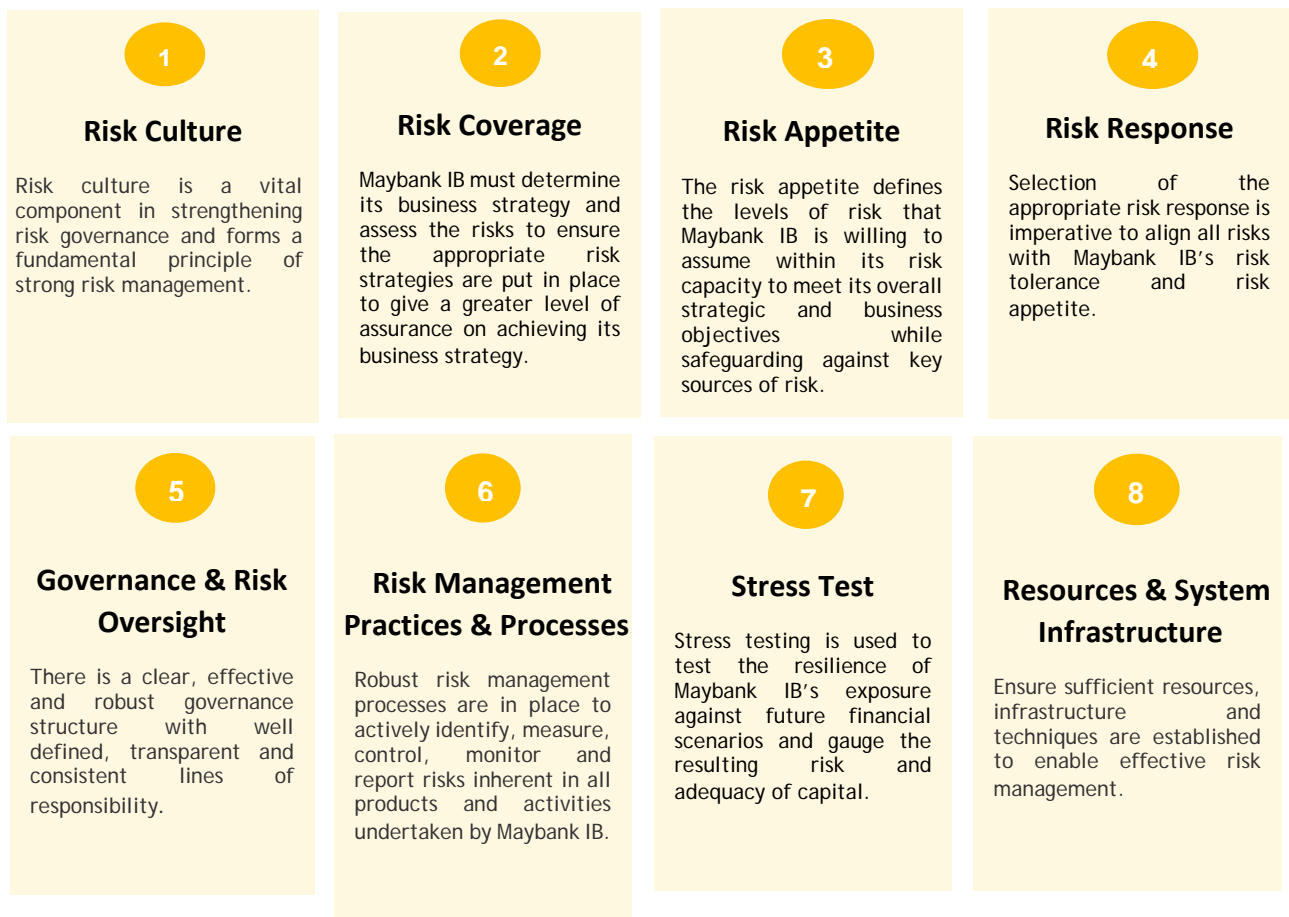 1
Risk Culture
Risk culture is a vital
component in strengthening
risk governance and forms a
fundamental principle of
strong risk management.
2
Risk Coverage
Maybank IB must determine
its business strategy and
assess the risks to ensure
the appropriate risk
strategies are put in place
to give a greater level of
assurance on achieving its
business strategy.
3
Risk Appetite
The risk appetite defines
the levels of risk that
Maybank IB is willing to
assume within its risk
capacity to meet its overall
strategic and business
objectives while
safeguarding against key
sources of risk.
4
Risk Response
Selection of the
appropriate risk response is
imperative to align all risks
with Maybank IB's risk
tolerance and risk
appetite.
5
Governance & Risk
Oversight
There is a clear, effective
and robust governance
structure with well
defined, transparent and
consistent lines of
responsibility.
6
Risk Management
Practices & Processes
Robust risk management
processes are in place to
actively identify, measure,
control, monitor and
report risks inherent in all
products and activities
undertaken by Maybank IB.
7
Stress Test
Stress testing is used to
test the resilience of
Maybank IB's exposure
against future financial
scenarios and gauge the
resulting risk and
adequacy of capital.
8
Resources & System
Infrastructure
Ensure sufficient resources,
infrastructure and
techniques are established
to enable effective risk
management.